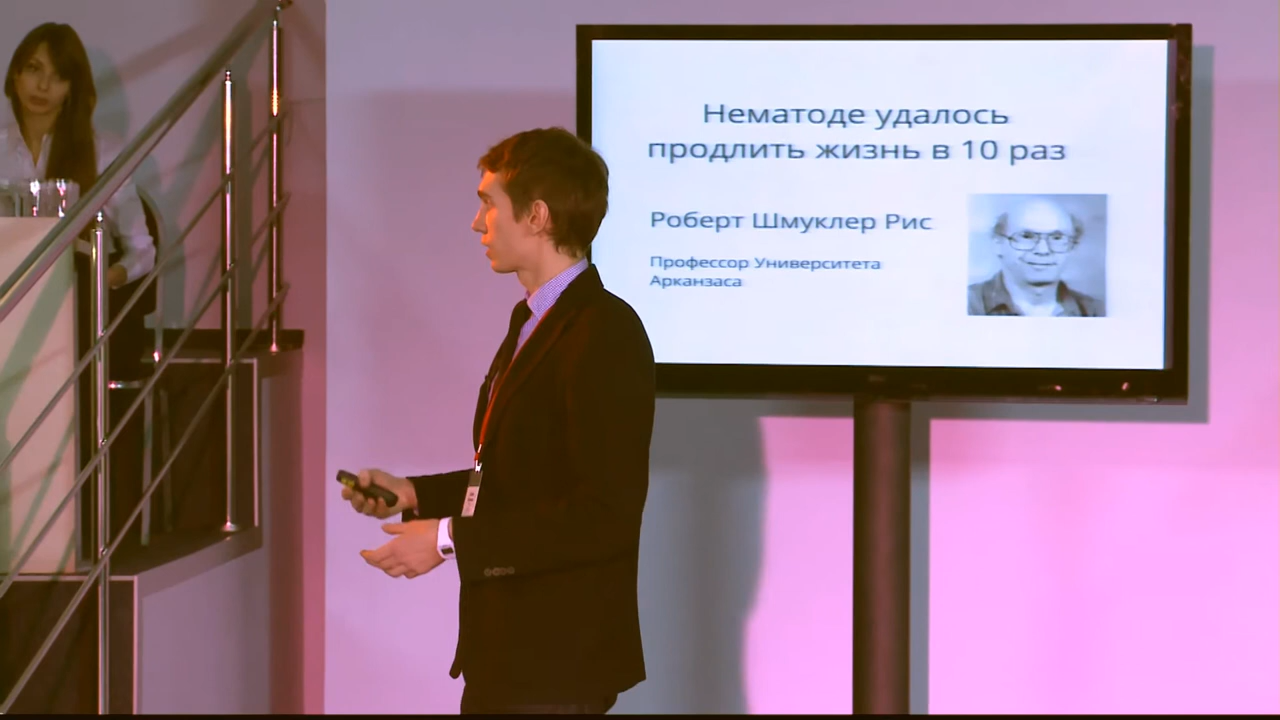 Нематоде удалось
продлить жизнь в 10 раз
Роберт Шмуклер Рис
Профессор Университета
Арканзаса